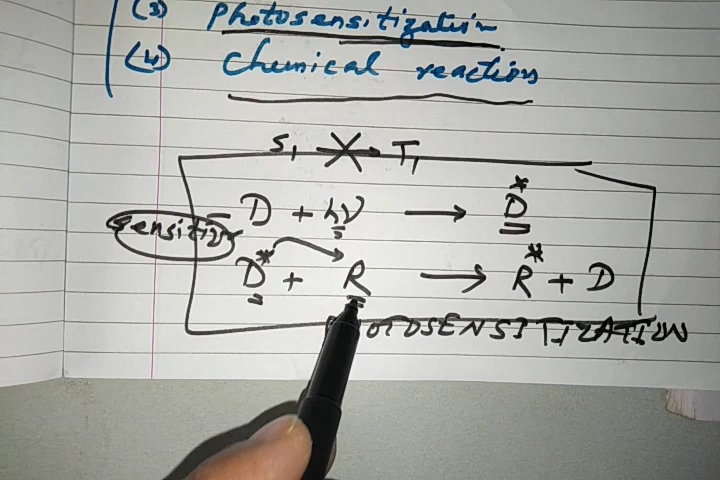 (3) Photosensitization
(4) Chemical reactions
S₁ ⟶ T₁
D + hν ⟶ D*
sensitizer
D* + R ⟶ R* + D
PHOTOSENSITIZATION